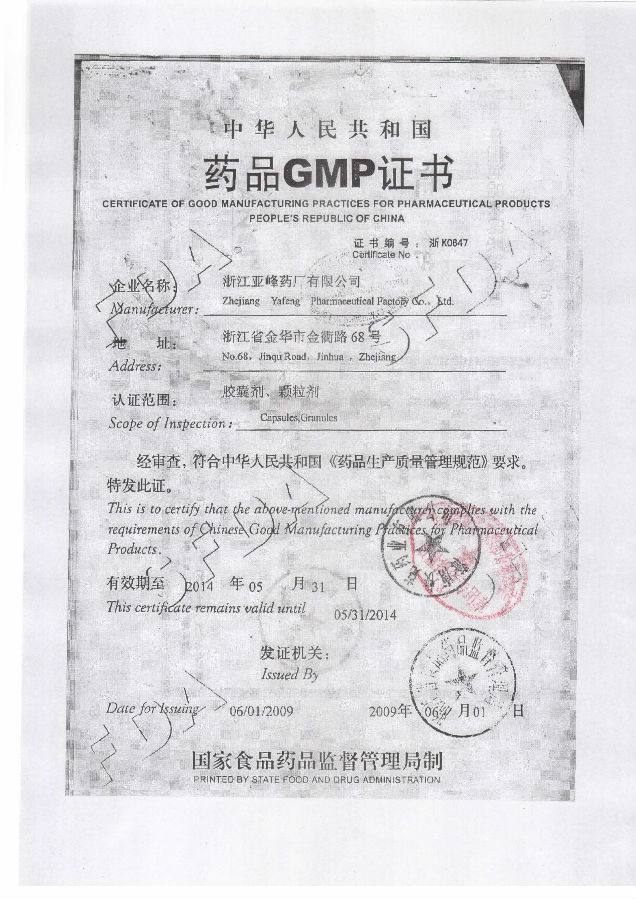 中华人民共和国
药品GMP证书
CERTIFICATE OF GOOD MANUFACTURING PRACTICES FOR PHARMACEUTICAL PRODUCTS
PEOPLE'S REPUBLIC OF CHINA
证书编号：浙K0847
Certificate No
企业名称： 浙江亚峰药厂有限公司
Manufacturer: Zhejiang Yafeng Pharmaceutical Factory Co., Ltd.
地 址： 浙江省金华市金衢路68号
Address: No.68, Jinqu Road, Jinhua , Zhejiang
认证范围： 胶囊剂、颗粒剂
Scope of Inspection: Capsules,Granules
经审查，符合中华人民共和国《药品生产质量管理规范》要求。
特发此证。
This is to certify that the above-mentioned manufacturer complies with the
requirements of Chinese Good Manufacturing Practices for Pharmaceutical
Products.
有效期至 2014 年 05 月 31 日
This certificate remains valid until 05/31/2014
发证机关：
Issued By
Date for Issuing 06/01/2009 2009年 06 月 01 日
国家食品药品监督管理局制
PRINTED BY STATE FOOD AND DRUG ADMINISTRATION